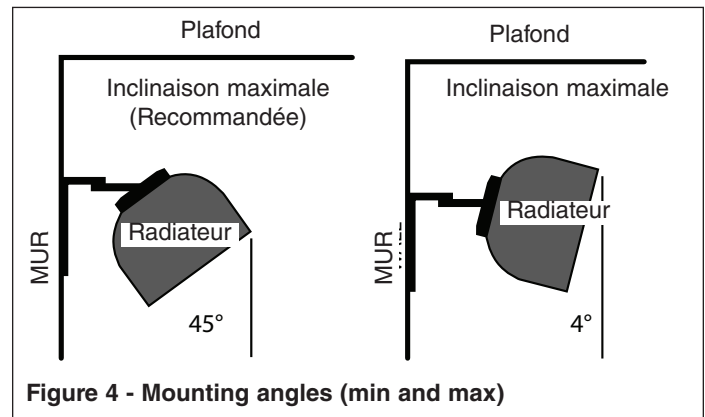 Plafond
Inclinaison maximale
(Recommandée)
Radiateur
MUR
45°
Plafond
Inclinaison maximale
Radiateur
MUR
4°
Figure 4 - Mounting angles (min and max)